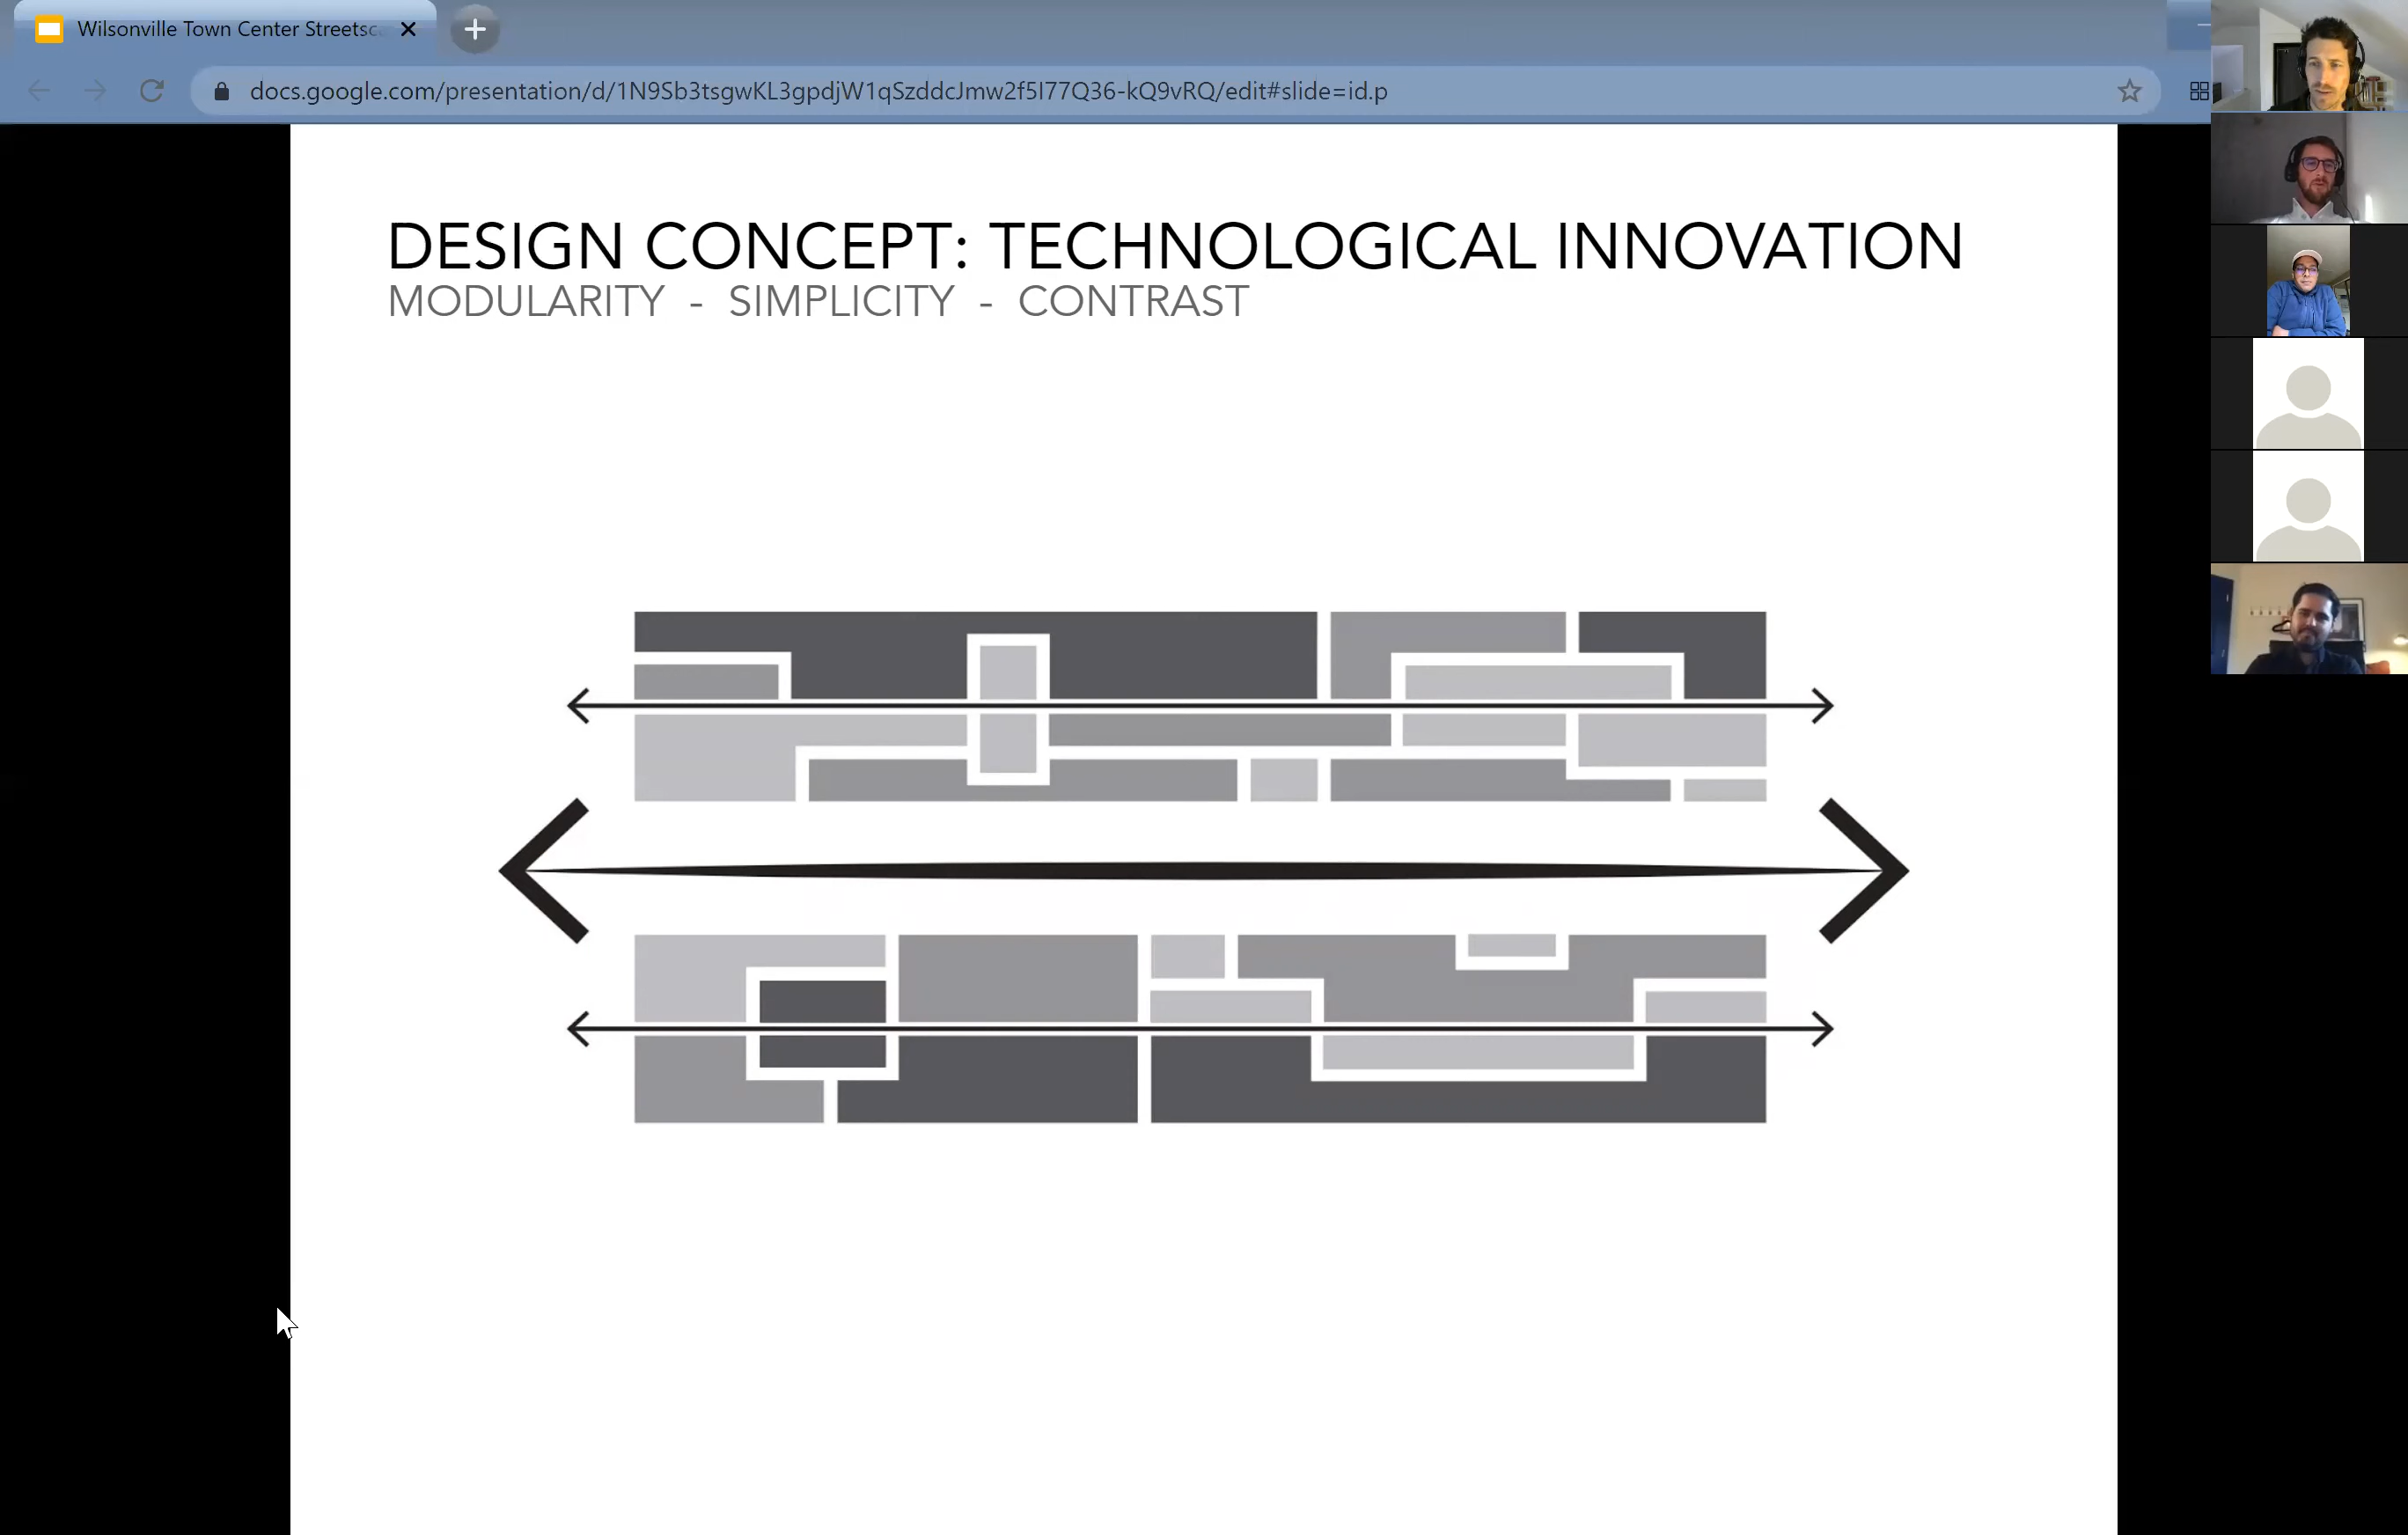 Wilsonville Town Center Streetsc
docs.google.com/presentation/d/1N9Sb3tsgwKL3gpdjW1qSzddcJmw2f5I77Q36-kQ9vRQ/edit#slide=id.p
DESIGN CONCEPT: TECHNOLOGICAL INNOVATION
MODULARITY - SIMPLICITY - CONTRAST